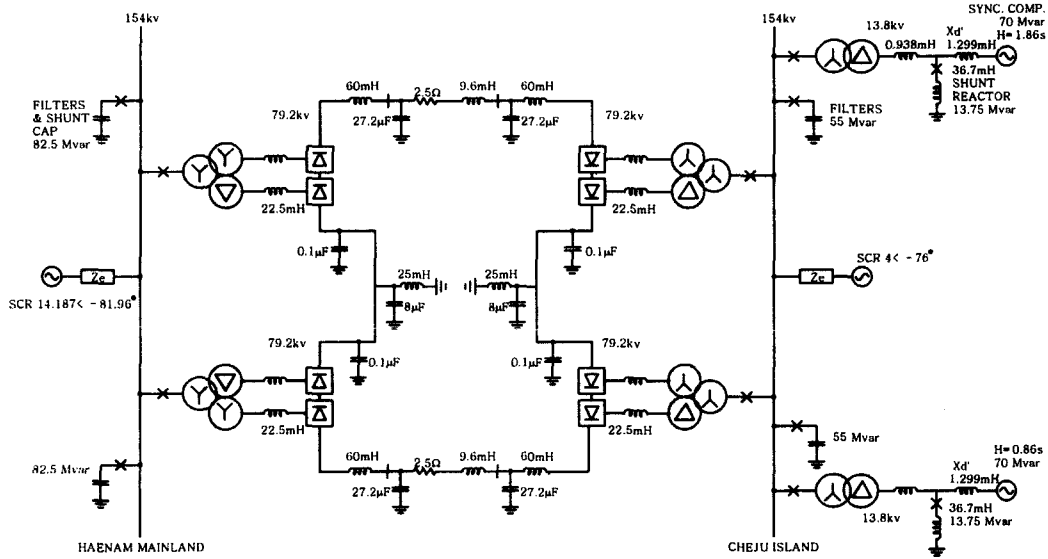 154kv
154kv
SYNC. COMP.
70 Mvar
H= 1.86s
13.8kv
0.938mH
Xd'
1.299mH
36.7mH
SHUNT
REACTOR
13.75 Mvar
FILTERS
& SHUNT
CAP
82.5 Mvar
79.2kv
60mH
27.2µF
2.5Ω
9.6mH
60mH
27.2µF
79.2kv
FILTERS
55 Mvar
22.5mH
22.5mH
0.1µF
0.1µF
25mH
25mH
8µF
8µF
Ze
SCR 14.187< - 81.96°
SCR 4< - 76°
Ze
79.2kv
0.1µF
0.1µF
79.2kv
22.5mH
22.5mH
82.5 Mvar
60mH
27.2µF
2.5Ω
9.6mH
60mH
27.2µF
55 Mvar
H= 0.86s
70 Mvar
Xd'
1.299mH
13.8kv
36.7mH
13.75 Mvar
HAENAM MAINLAND
CHEJU ISLAND